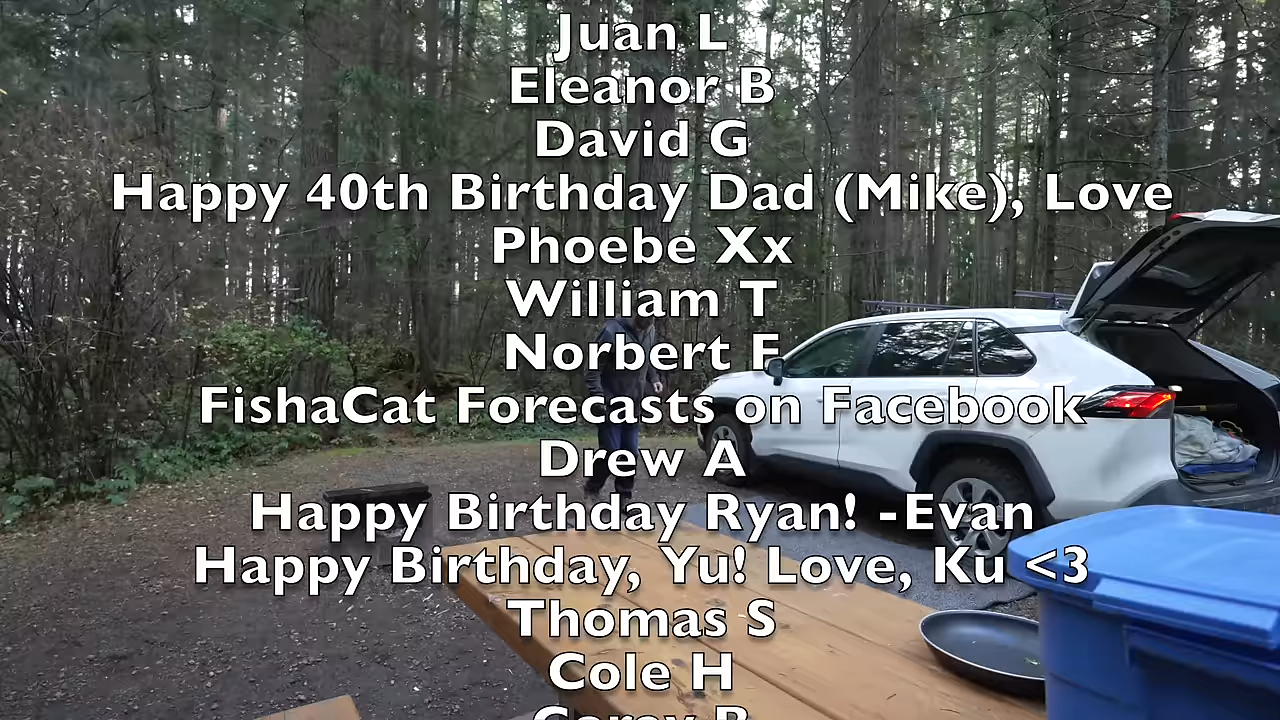 Juan L
Eleanor B
David G
Happy 40th Birthday Dad (Mike), Love
Phoebe Xx
William T
Norbert F
FishaCat Forecasts on Facebook
Drew A
Happy Birthday Ryan! -Evan
Happy Birthday, Yu! Love, Ku <3
Thomas S
Cole H